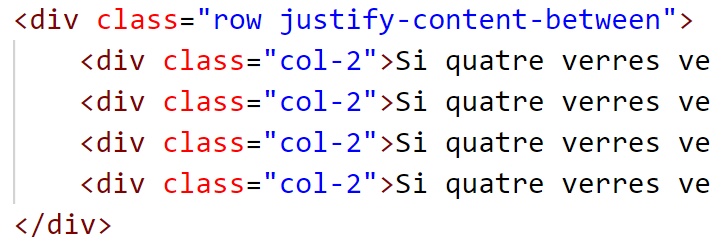 <div class="row justify-content-between">
<div class="col-2">Si quatre verres ve
<div class="col-2">Si quatre verres ve
<div class="col-2">Si quatre verres ve
<div class="col-2">Si quatre verres ve
</div>